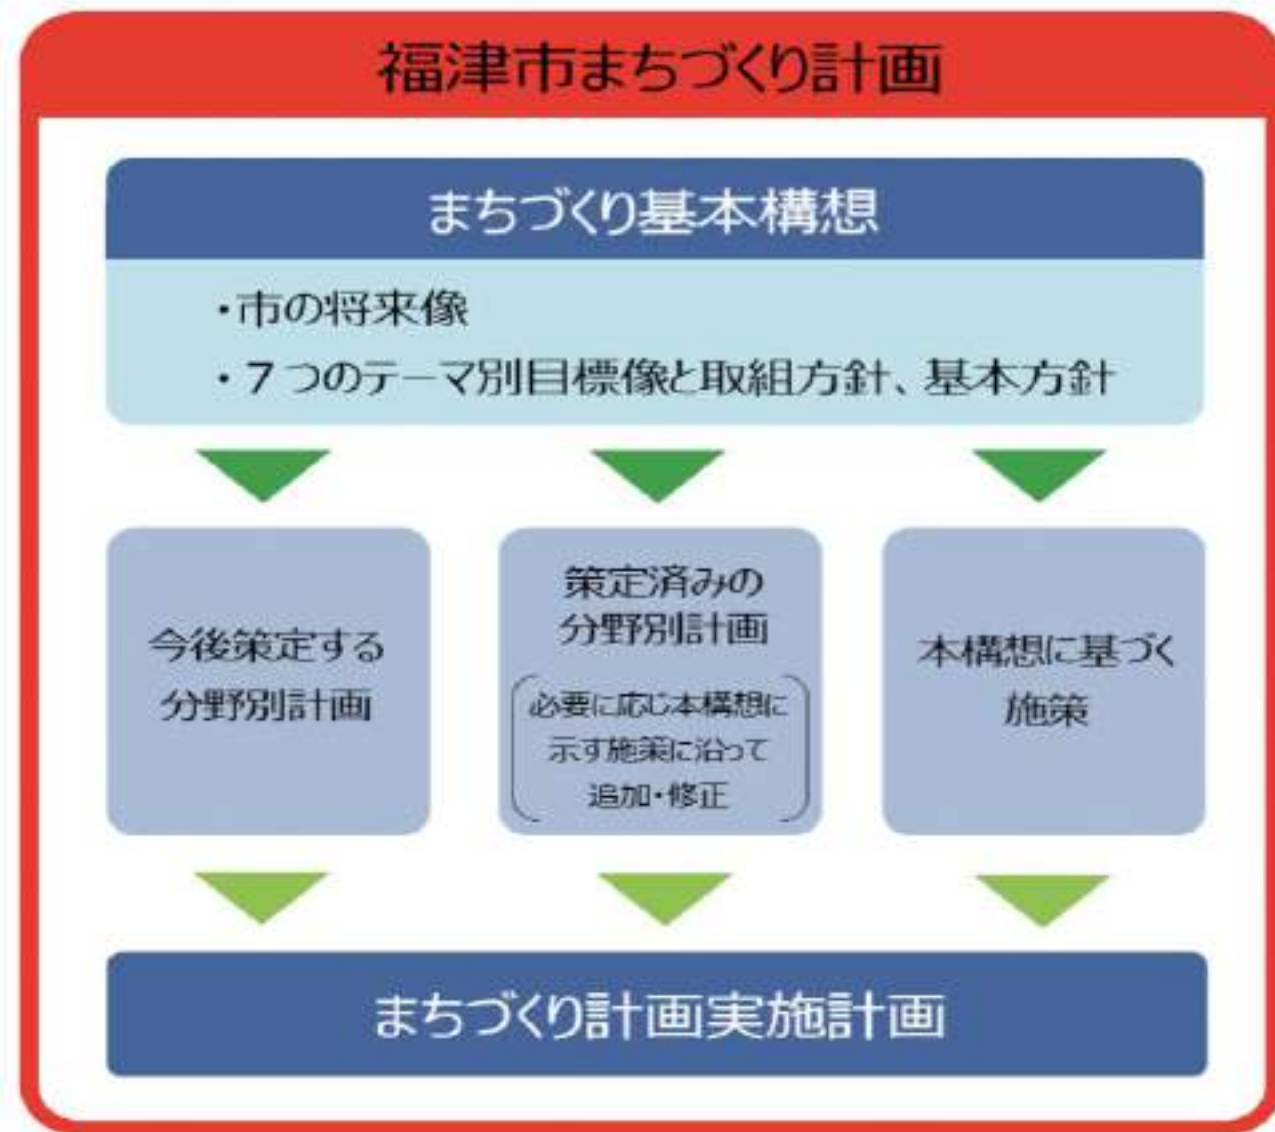 福津市まちづくり計画
まちづくり基本構想
・市の将来像
・７つのテーマ別目標像と取組方針、基本方針
今後策定する
分野別計画
策定済みの
分野別計画
必要に応じ本構想に
示す施策に沿って
追加・修正
本構想に基づく
施策
まちづくり計画実施計画